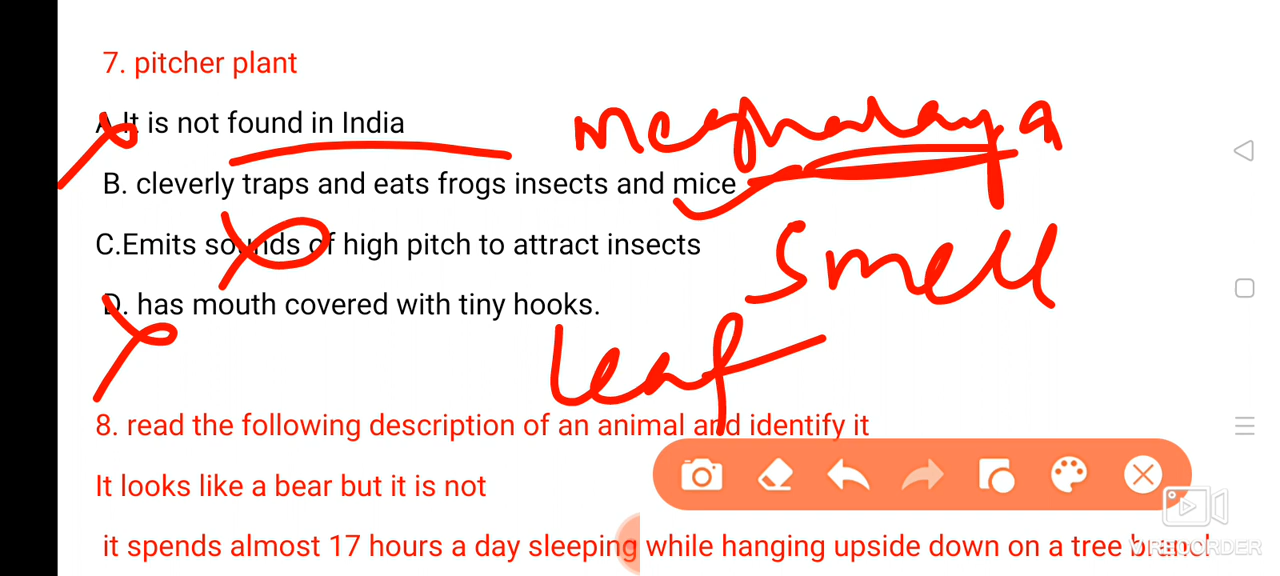 7. pitcher plant
A.It is not found in India
meghalaya
B. cleverly traps and eats frogs insects and mice
C.Emits sounds of high pitch to attract insects
smell
D. has mouth covered with tiny hooks.
leaf
8. read the following description of an animal and identify it
It looks like a bear but it is not
it spends almost 17 hours a day sleeping while hanging upside down on a tree branch
RECORDER